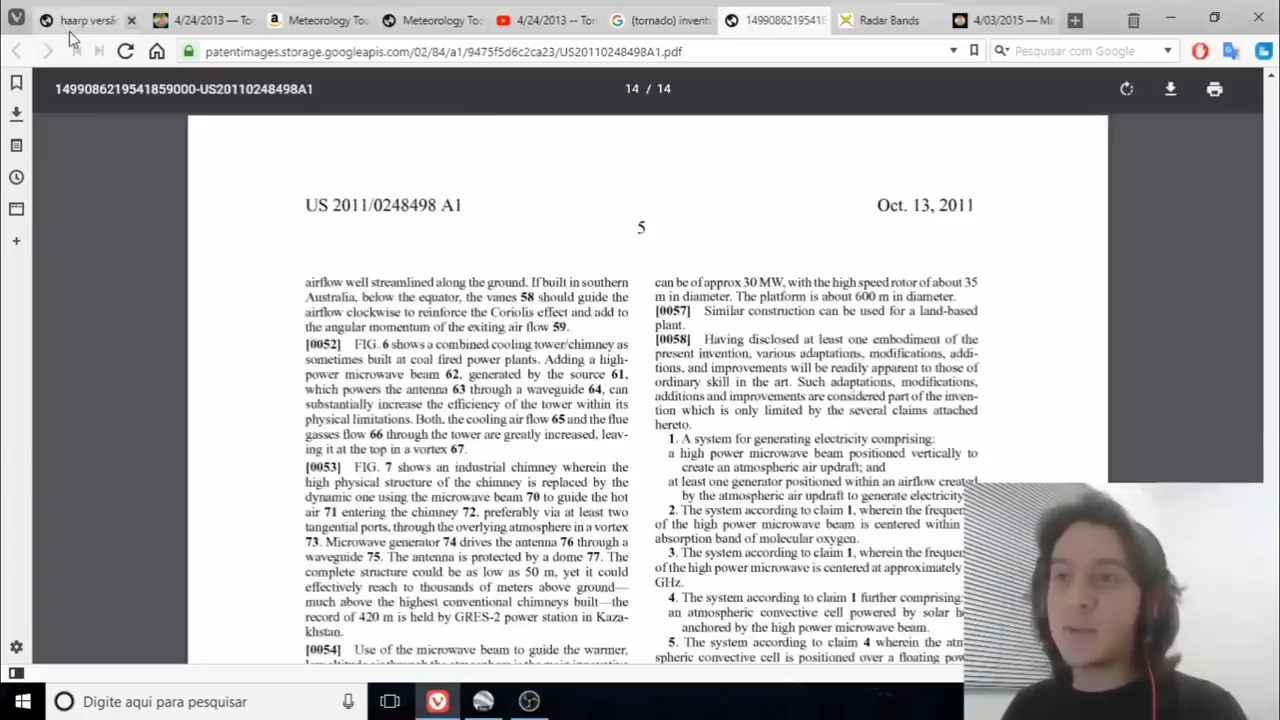 haarp versã
4/24/2013 — To
Meteorology To
Meteorology To
4/24/2013 -- To
(tornado) invent
1499086219541
Radar Bands
4/03/2015 — M
patentimages.storage.googleapis.com/02/84/a1/9475f5d6c2ca23/US20110248498A1.pdf
Pesquisar com Google
1499086219541859000-US20110248498A1
14 / 14
US 2011/0248498 A1
Oct. 13, 2011
5
airflow well streamlined along the ground. If built in southern
Australia, below the equator, the vanes 58 should guide the
airflow clockwise to reinforce the Coriolis effect and add to
the angular momentum of the exiting air flow 59.
[0052] FIG. 6 shows a combined cooling tower/chimney as
sometimes built at coal fired power plants. Adding a high-
power microwave beam 62, generated by the source 61,
which powers the antenna 63 through a waveguide 64, can
substantially increase the efficiency of the tower within its
physical limitations. Both, the cooling air flow 65 and the flue
gasses flow 66 through the tower are greatly increased, leav-
ing it at the top in a vortex 67.
[0053] FIG. 7 shows an industrial chimney wherein the
high physical structure of the chimney is replaced by the
dynamic one using the microwave beam 70 to guide the hot
air 71 entering the chimney 72, preferably via at least two
tangential ports, through the overlying atmosphere in a vortex
73. Microwave generator 74 drives the antenna 76 through a
waveguide 75. The antenna is protected by a dome 77. The
complete structure could be as low as 50 m, yet it could
effectively reach to thousands of meters above ground—
much above the highest conventional chimneys built—the
record of 420 m is held by GRES-2 power station in Kaza-
khstan.
[0054] Use of the microwave beam to guide the warmer,
can be of approx 30 MW, with the high speed rotor of about 35
m in diameter. The platform is about 600 m in diameter.
[0057] Similar construction can be used for a land-based
plant.
[0058] Having disclosed at least one embodiment of the
present invention, various adaptations, modifications, addi-
tions, and improvements will be readily apparent to those of
ordinary skill in the art. Such adaptations, modifications,
additions and improvements are considered part of the inven-
tion which is only limited by the several claims attached
hereto.
1. A system for generating electricity comprising:
a high power microwave beam positioned vertically to
create an atmospheric air updraft; and
at least one generator positioned within an airflow created
by the atmospheric air updraft to generate electricity.
2. The system according to claim 1, wherein the frequen
of the high power microwave beam is centered within
absorption band of molecular oxygen.
3. The system according to claim 1, wherein the frequen
of the high power microwave is centered at approximately
GHz.
4. The system according to claim 1 further comprising
an atmospheric convective cell powered by solar h
anchored by the high power microwave beam.
5. The system according to claim 4 wherein the atm
spheric convective cell is positioned over a floating pow
Digite aqui para pesquisar